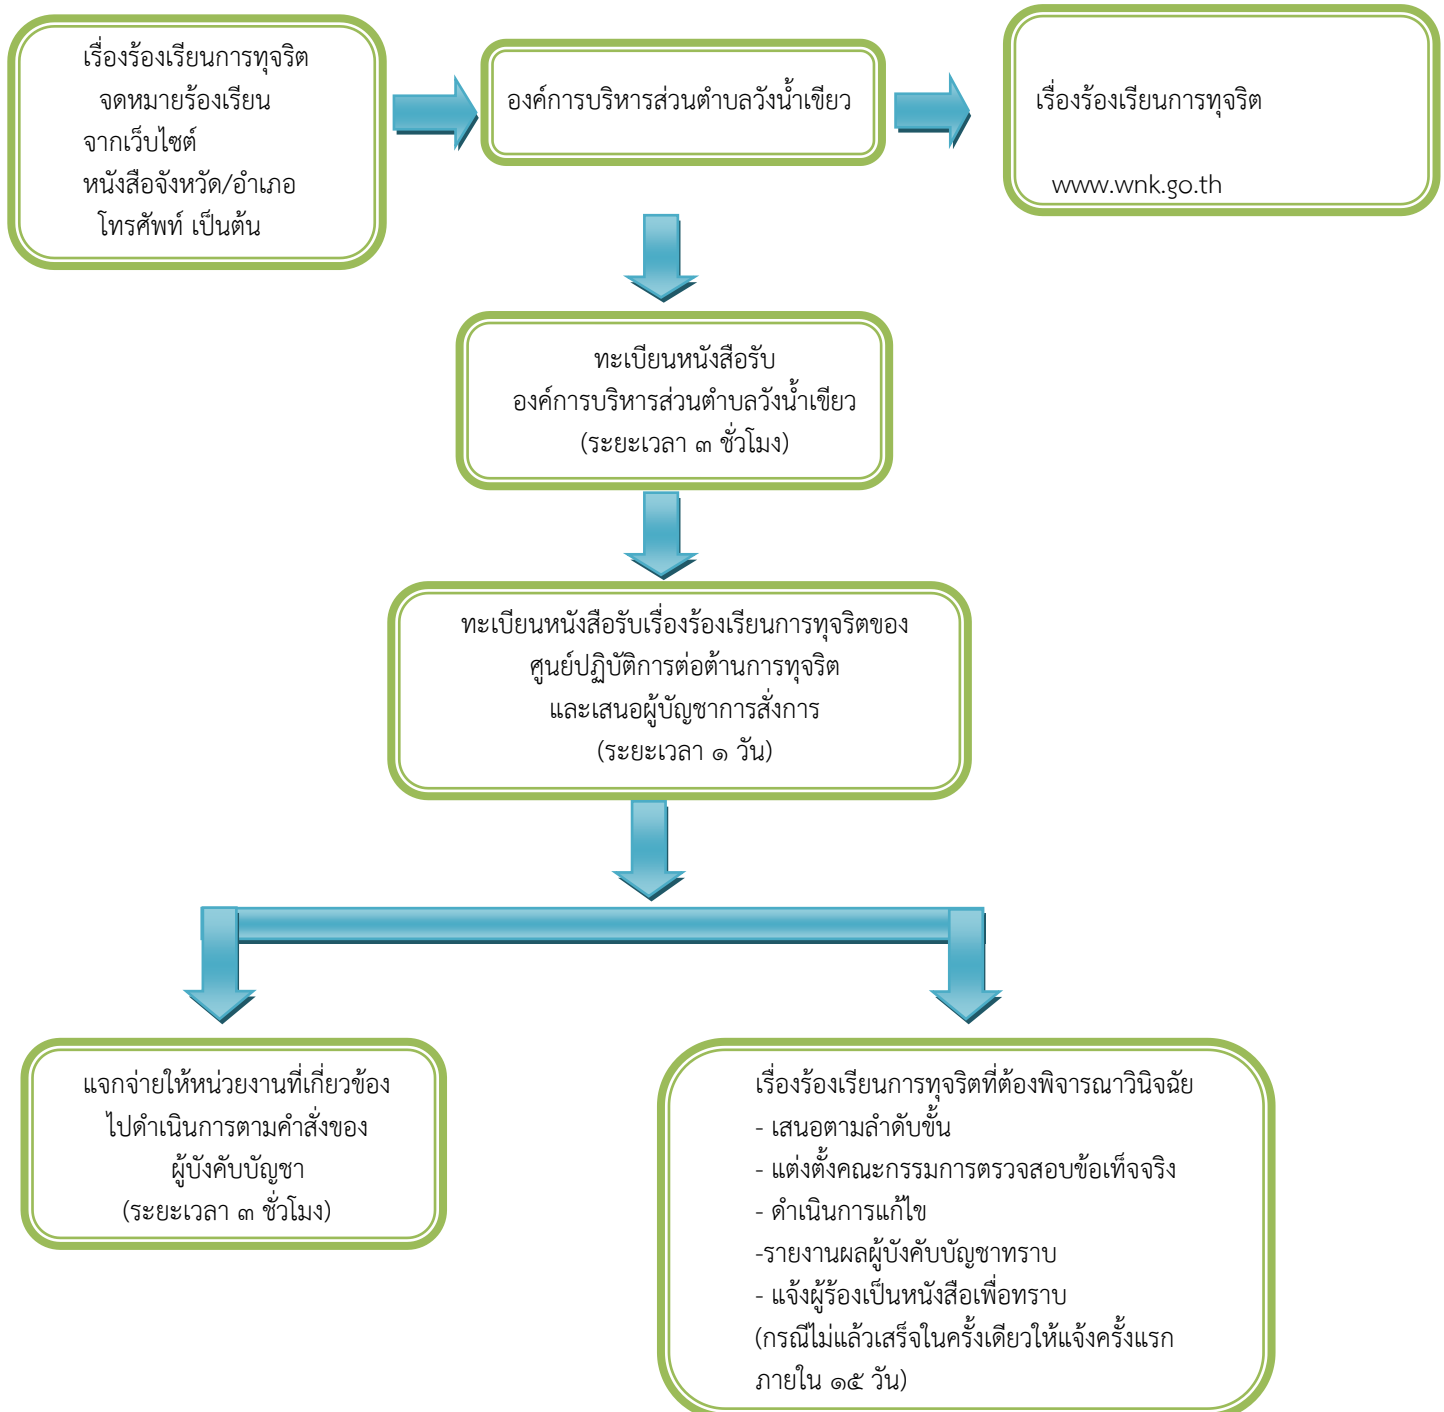 เรื่องร้องเรียนการทุจริต
จดหมายร้องเรียน
จากเว็บไซต์
หนังสือจังหวัด/อำเภอ
โทรศัพท์ เป็นต้น
องค์การบริหารส่วนตำบลวังน้ำเขียว
เรื่องร้องเรียนการทุจริต
www.wnk.go.th
ทะเบียนหนังสือรับ
องค์การบริหารส่วนตำบลวังน้ำเขียว
(ระยะเวลา ๓ ชั่วโมง)
ทะเบียนหนังสือรับเรื่องร้องเรียนการทุจริตของ
ศูนย์ปฏิบัติการต่อต้านการทุจริต
และเสนอผู้บัญชาการสั่งการ
(ระยะเวลา ๑ วัน)
แจกจ่ายให้หน่วยงานที่เกี่ยวข้อง
ไปดำเนินการตามคำสั่งของ
ผู้บังคับบัญชา
(ระยะเวลา ๓ ชั่วโมง)
เรื่องร้องเรียนการทุจริตที่ต้องพิจารณาวินิจฉัย
- เสนอตามลำดับขั้น
- แต่งตั้งคณะกรรมการตรวจสอบข้อเท็จจริง
- ดำเนินการแก้ไข
-รายงานผลผู้บังคับบัญชาทราบ
- แจ้งผู้ร้องเป็นหนังสือเพื่อทราบ
(กรณีไม่แล้วเสร็จในครั้งเดียวให้แจ้งครั้งแรก
ภายใน ๑๕ วัน)